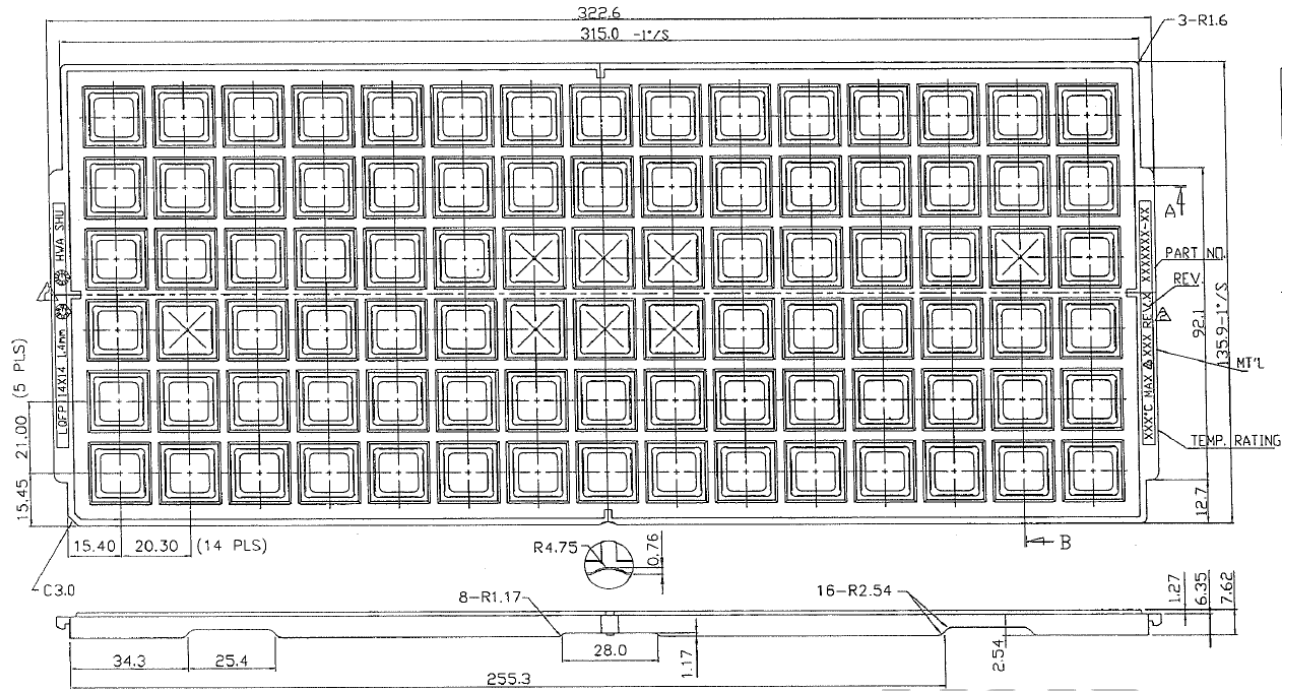 322.6
315.0 -1°/S
3-R1.6
A
PART NO.
REV.
A
MT'L
TEMP. RATING
XXX°C MAX XXX REV.X XXXXXX-XX
92.1
135.9-1°/S
12.7
HWA SHU
LQFP 14X14 1.4mm
21.00 (5 PLS)
15.45
15.40
20.30 (14 PLS)
C3.0
R4.75
0.76
B
8-R1.17
16-R2.54
1.27
6.35
7.62
34.3
25.4
28.0
1.17
2.54
255.3